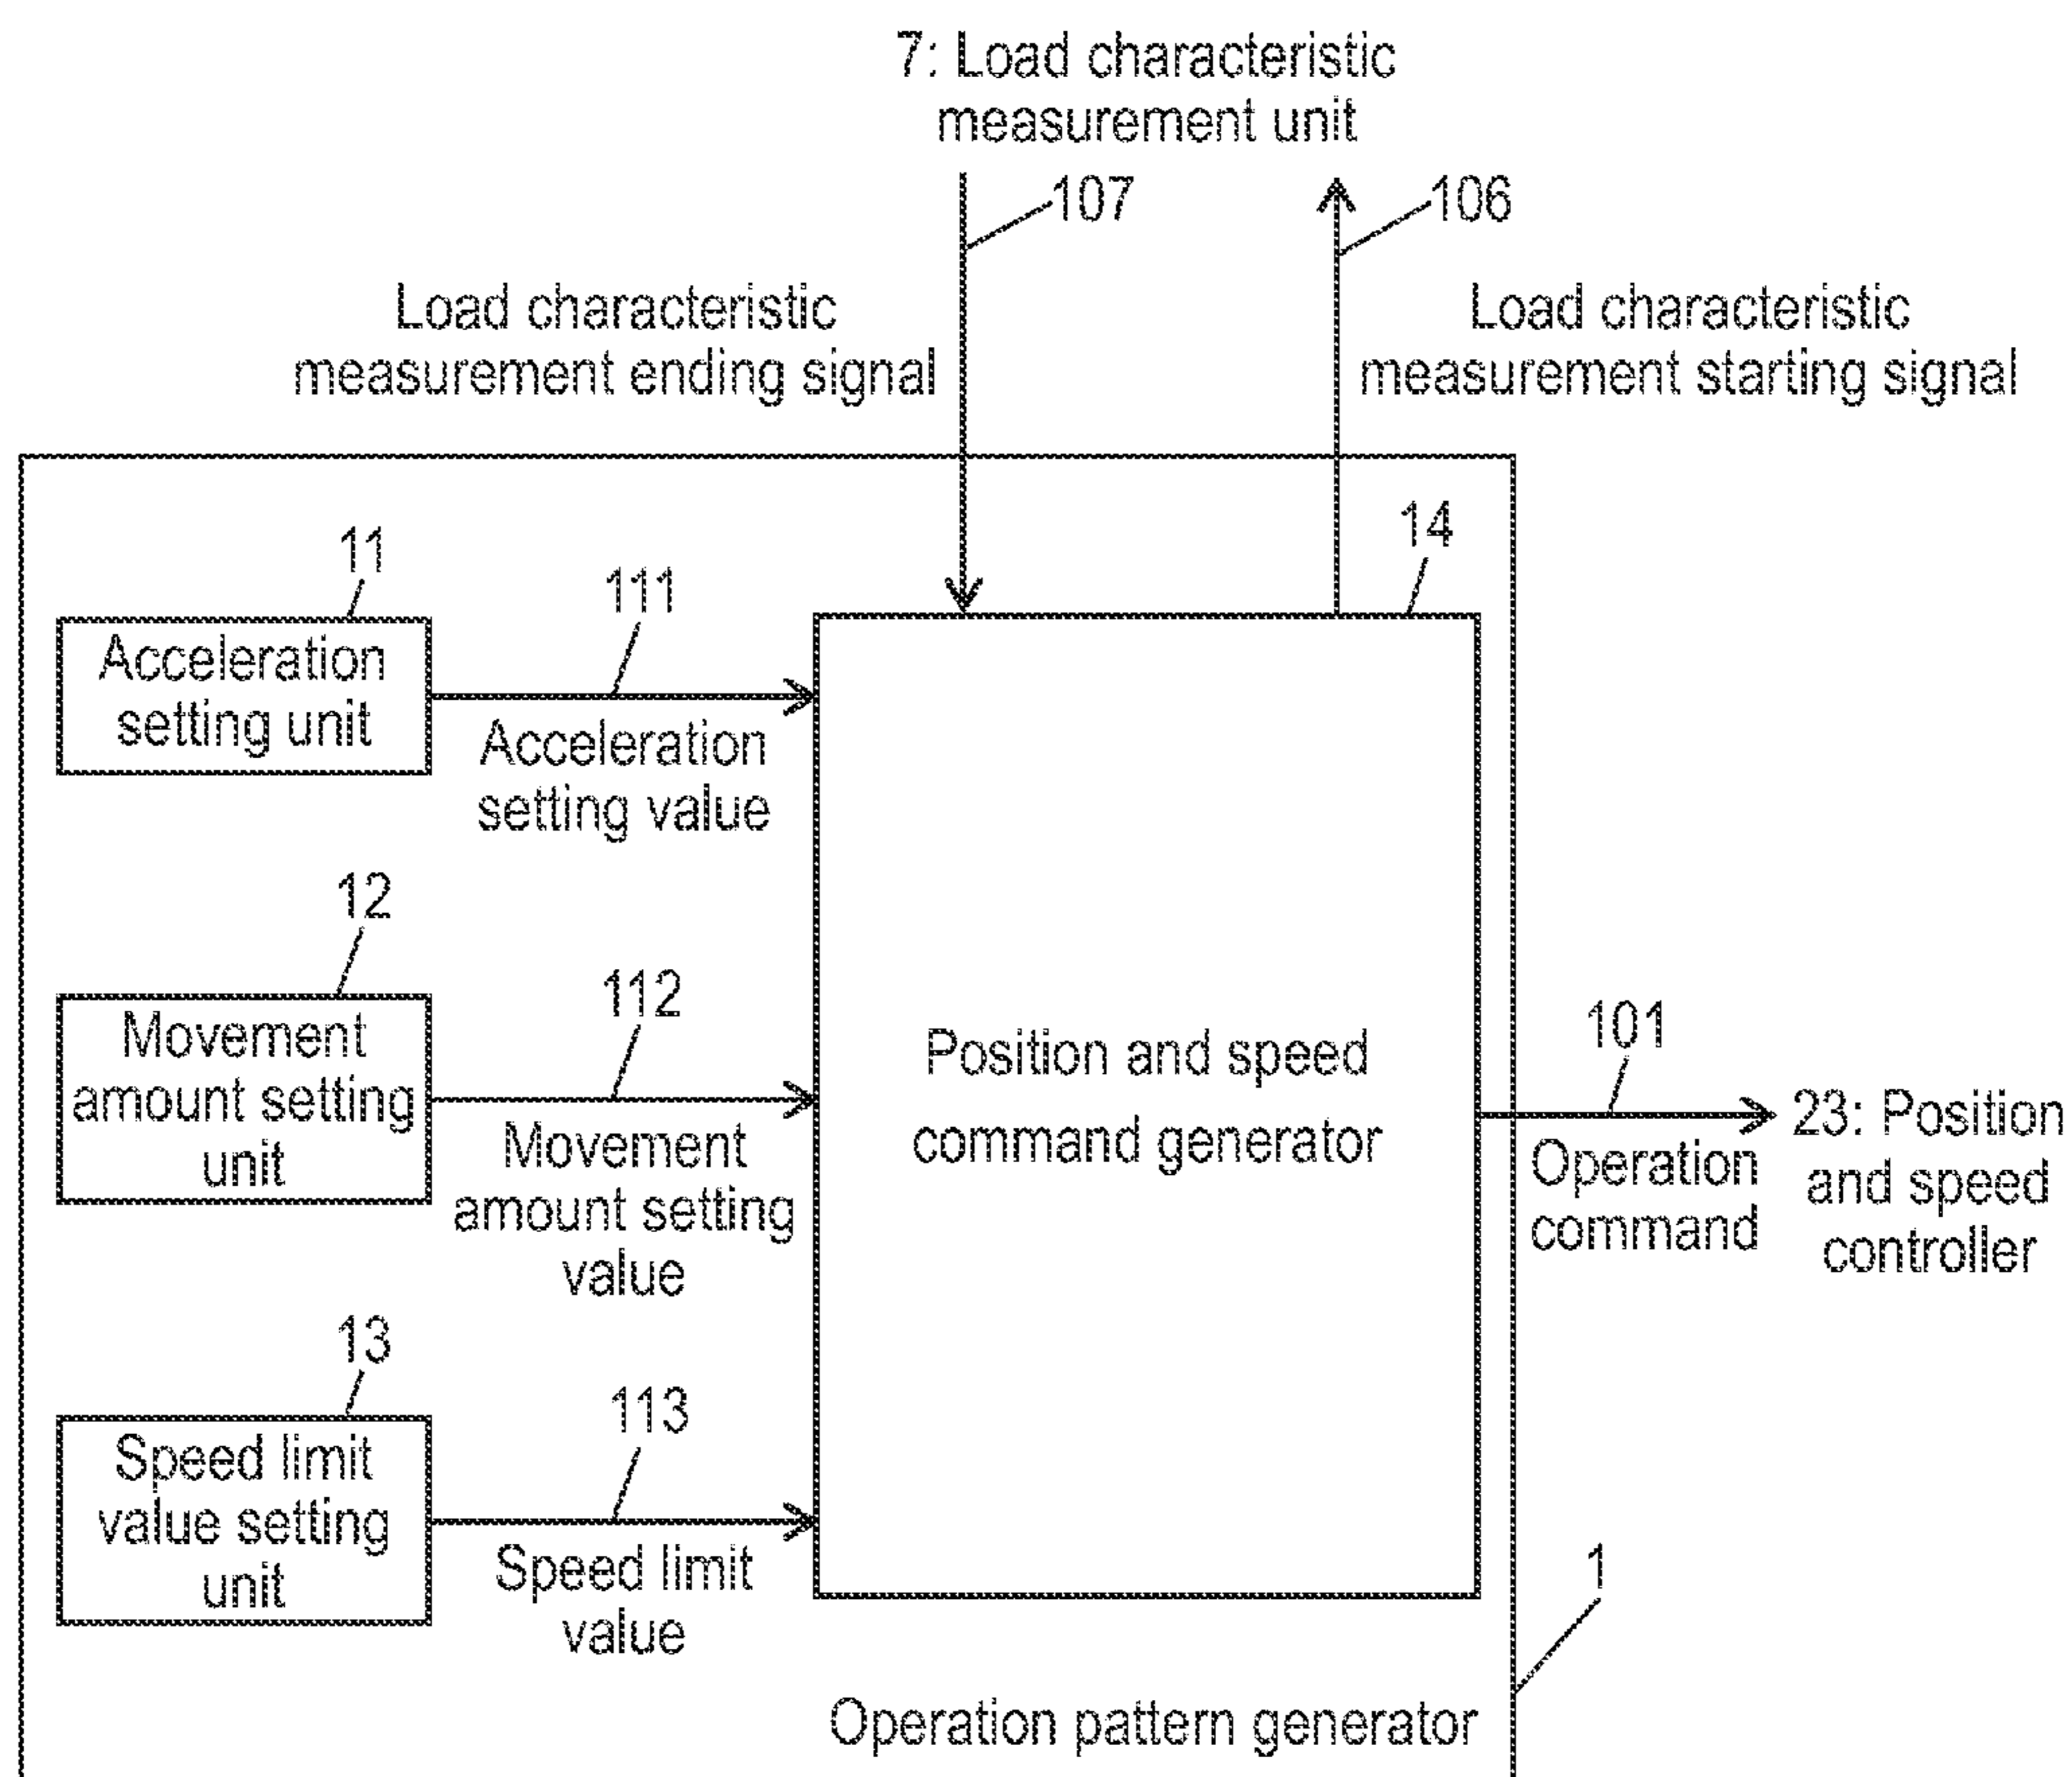 7: Load characteristic
measurement unit
107
106
Load characteristic
measurement ending signal
Load characteristic
measurement starting signal
14
11
111
Acceleration
setting unit
Acceleration
setting value
12
112
Movement
amount setting
unit
Movement
amount setting
value
Position and speed
command generator
101
Operation
command
23: Position
and speed
controller
13
113
Speed limit
value setting
unit
Speed limit
value
1
Operation pattern generator